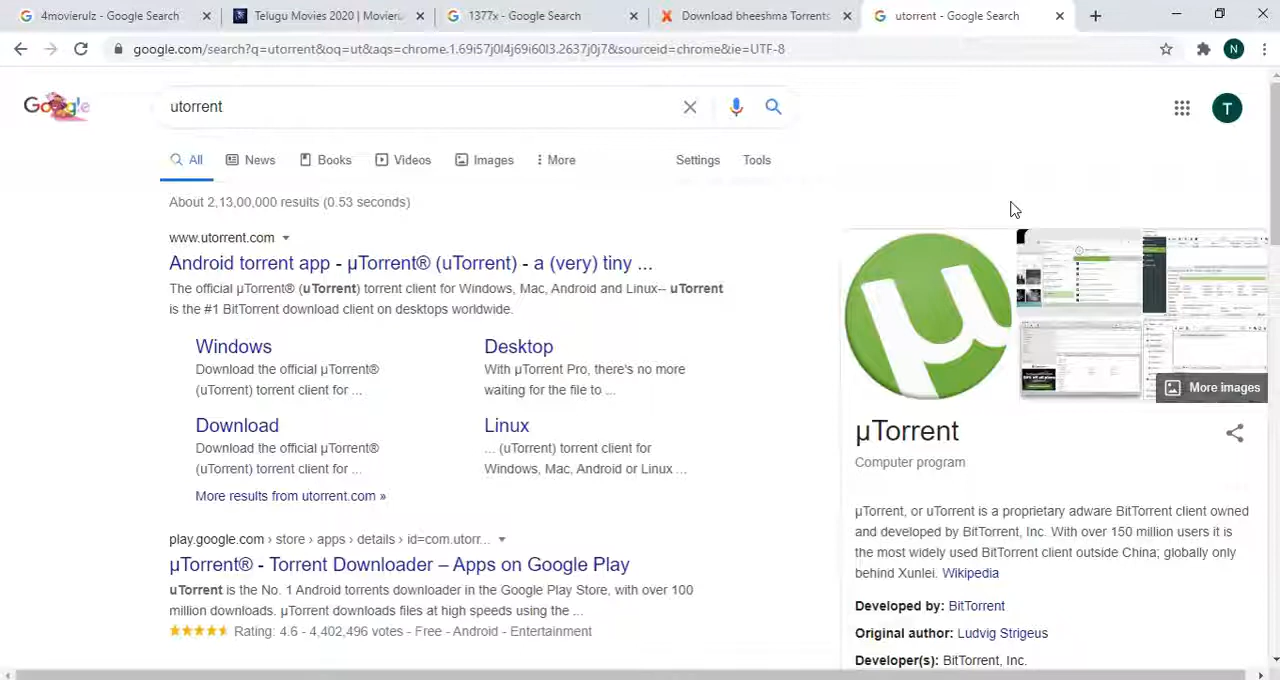 4movierulz - Google Search
Telugu Movies 2020 | Movieru
1377x - Google Search
Download bheeshma Torrents
utorrent - Google Search
google.com/search?q=utorrent&oq=ut&aqs=chrome.1.69i57j0l4j69i60l3.2637j0j7&sourceid=chrome&ie=UTF-8
N
Google
utorrent
T
All
News
Books
Videos
Images
More
Settings
Tools
About 2,13,00,000 results (0.53 seconds)
www.utorrent.com
Android torrent app - µTorrent® (uTorrent) - a (very) tiny ...
The official µTorrent® (uTorrent) torrent client for Windows, Mac, Android and Linux-- uTorrent
is the #1 BitTorrent download client on desktops worldwide.
Windows
Download the official µTorrent®
(uTorrent) torrent client for ...
Desktop
With µTorrent Pro, there's no more
waiting for the file to ...
Download
Download the official µTorrent®
(uTorrent) torrent client for ...
Linux
... (uTorrent) torrent client for
Windows, Mac, Android or Linux ...
More results from utorrent.com »
play.google.com › store › apps › details › id=com.utorr...
µTorrent® - Torrent Downloader – Apps on Google Play
uTorrent is the No. 1 Android torrents downloader in the Google Play Store, with over 100
million downloads. µTorrent downloads files at high speeds using the ...
Rating: 4.6 - 4,402,496 votes - Free - Android - Entertainment
µ
More images
µTorrent
Computer program
µTorrent, or uTorrent is a proprietary adware BitTorrent client owned
and developed by BitTorrent, Inc. With over 150 million users it is
the most widely used BitTorrent client outside China; globally only
behind Xunlei. Wikipedia
Developed by: BitTorrent
Original author: Ludvig Strigeus
Developer(s): BitTorrent, Inc.